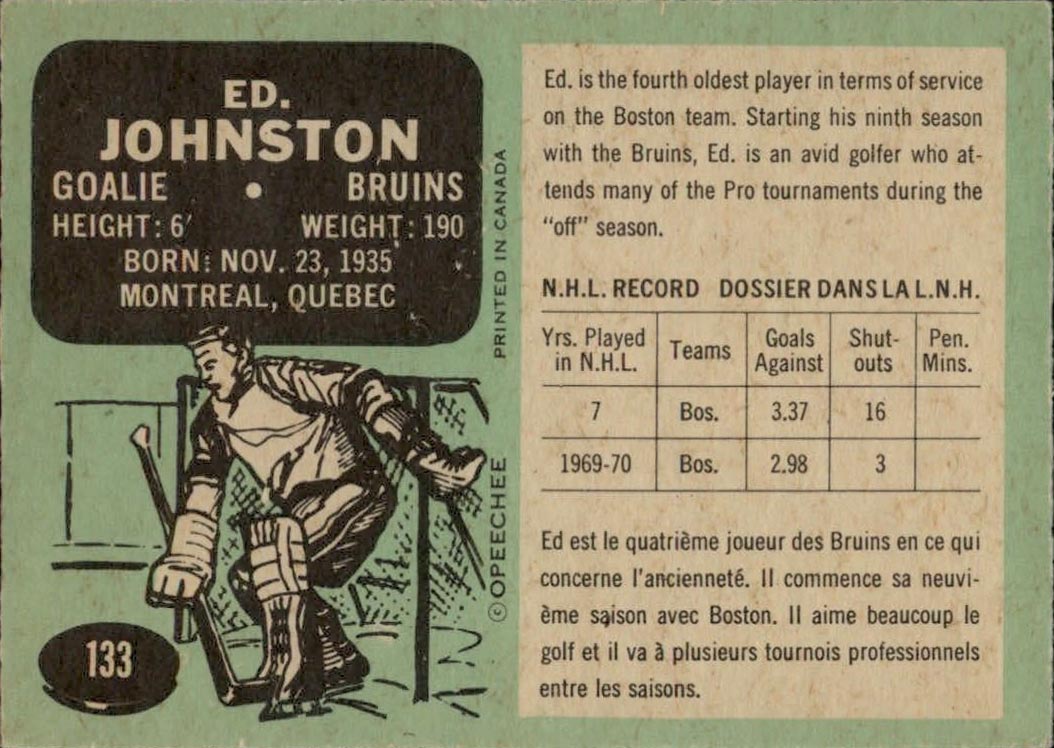 ED.
JOHNSTON
GOALIE • BRUINS
HEIGHT: 6' WEIGHT: 190
BORN: NOV. 23, 1935
MONTREAL, QUEBEC
133
©OPEECHEE PRINTED IN CANADA
Ed. is the fourth oldest player in terms of service
on the Boston team. Starting his ninth season
with the Bruins, Ed. is an avid golfer who at-
tends many of the Pro tournaments during the
"off" season.
N.H.L. RECORD DOSSIER DANS LA L.N.H.
Yrs. Played in N.H.L. Teams Goals Against Shut-outs Pen. Mins.
7 Bos. 3.37 16
1969-70 Bos. 2.98 3
Ed est le quatrième joueur des Bruins en ce qui
concerne l'ancienneté. Il commence sa neuvi-
ème saison avec Boston. Il aime beaucoup le
golf et il va à plusieurs tournois professionnels
entre les saisons.